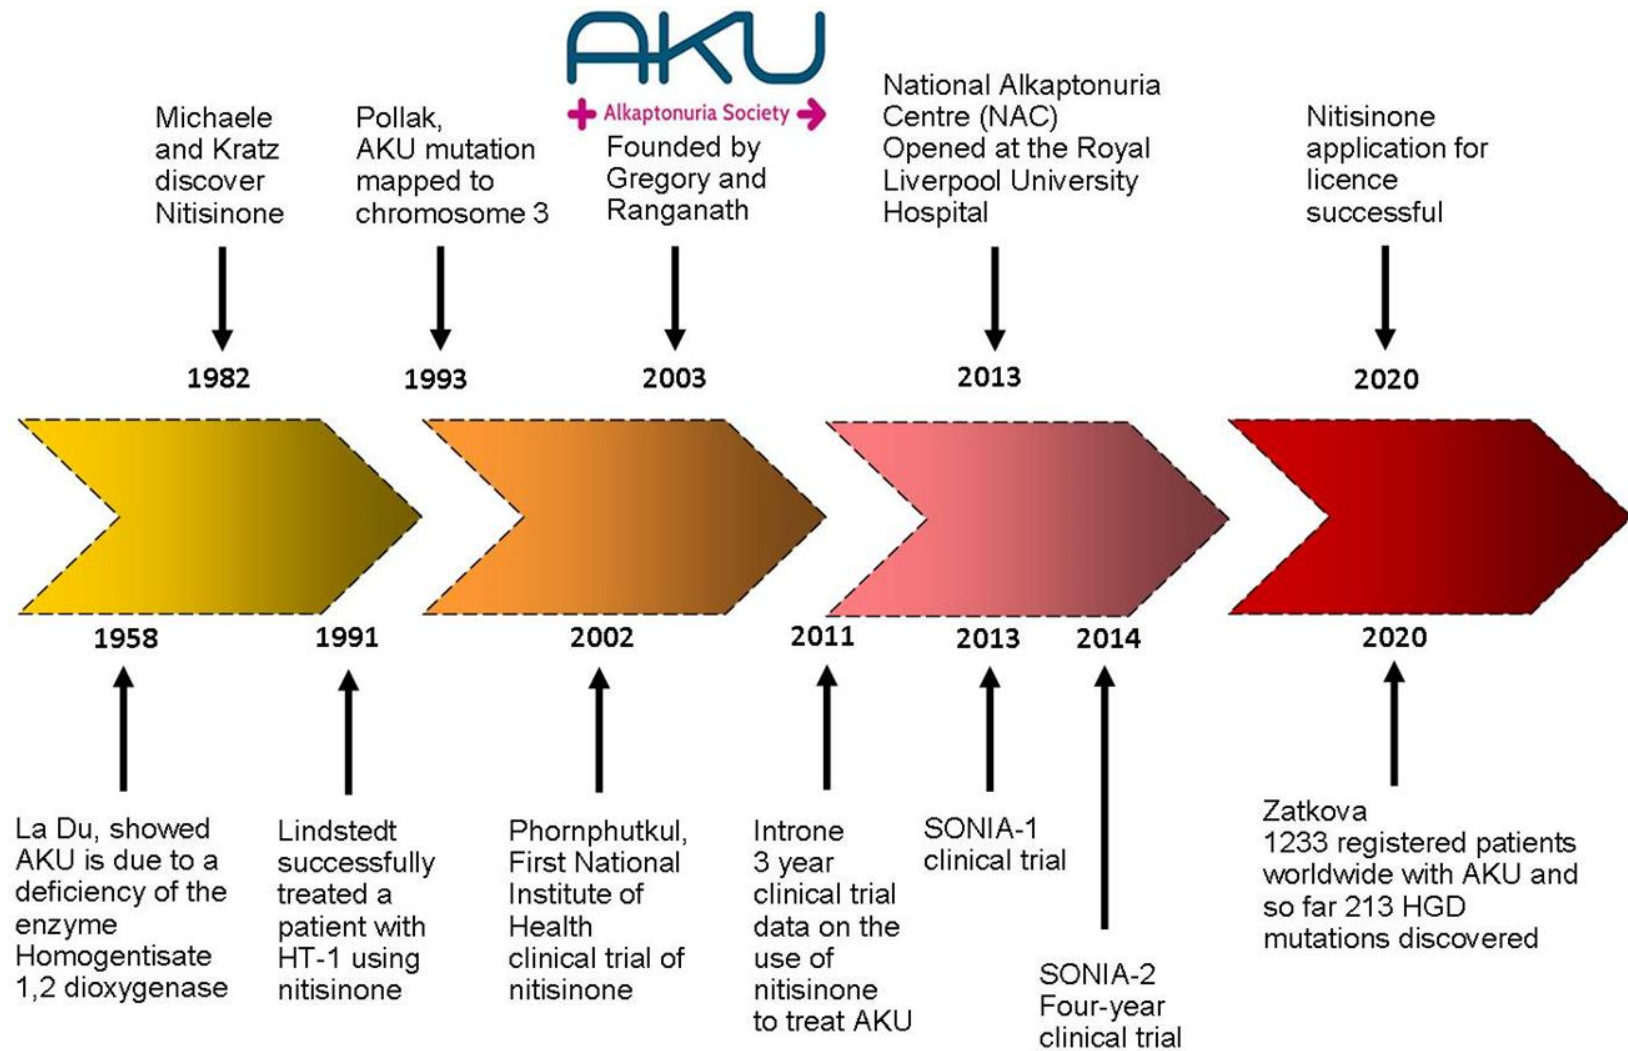 AKU
Alkaptonuria Society
Michaele
and Kratz
discover
Nitisinone
Pollak,
AKU mutation
mapped to
chromosome 3
Founded by
Gregory and
Ranganath
National Alkaptonuria
Centre (NAC)
Opened at the Royal
Liverpool University
Hospital
Nitisinone
application for
licence
successful
1982
1993
2003
2013
2020
1958
1991
2002
2011
2013
2014
2020
La Du, showed
AKU is due to a
deficiency of the
enzyme
Homogentisate
1,2 dioxygenase
Lindstedt
successfully
treated a
patient with
HT-1 using
nitisinone
Phornphutkul,
First National
Institute of
Health
clinical trial of
nitisinone
Introne
3 year
clinical trial
data on the
use of
nitisinone
to treat AKU
SONIA-1
clinical trial
SONIA-2
Four-year
clinical trial
Zatkova
1233 registered patients
worldwide with AKU and
so far 213 HGD
mutations discovered